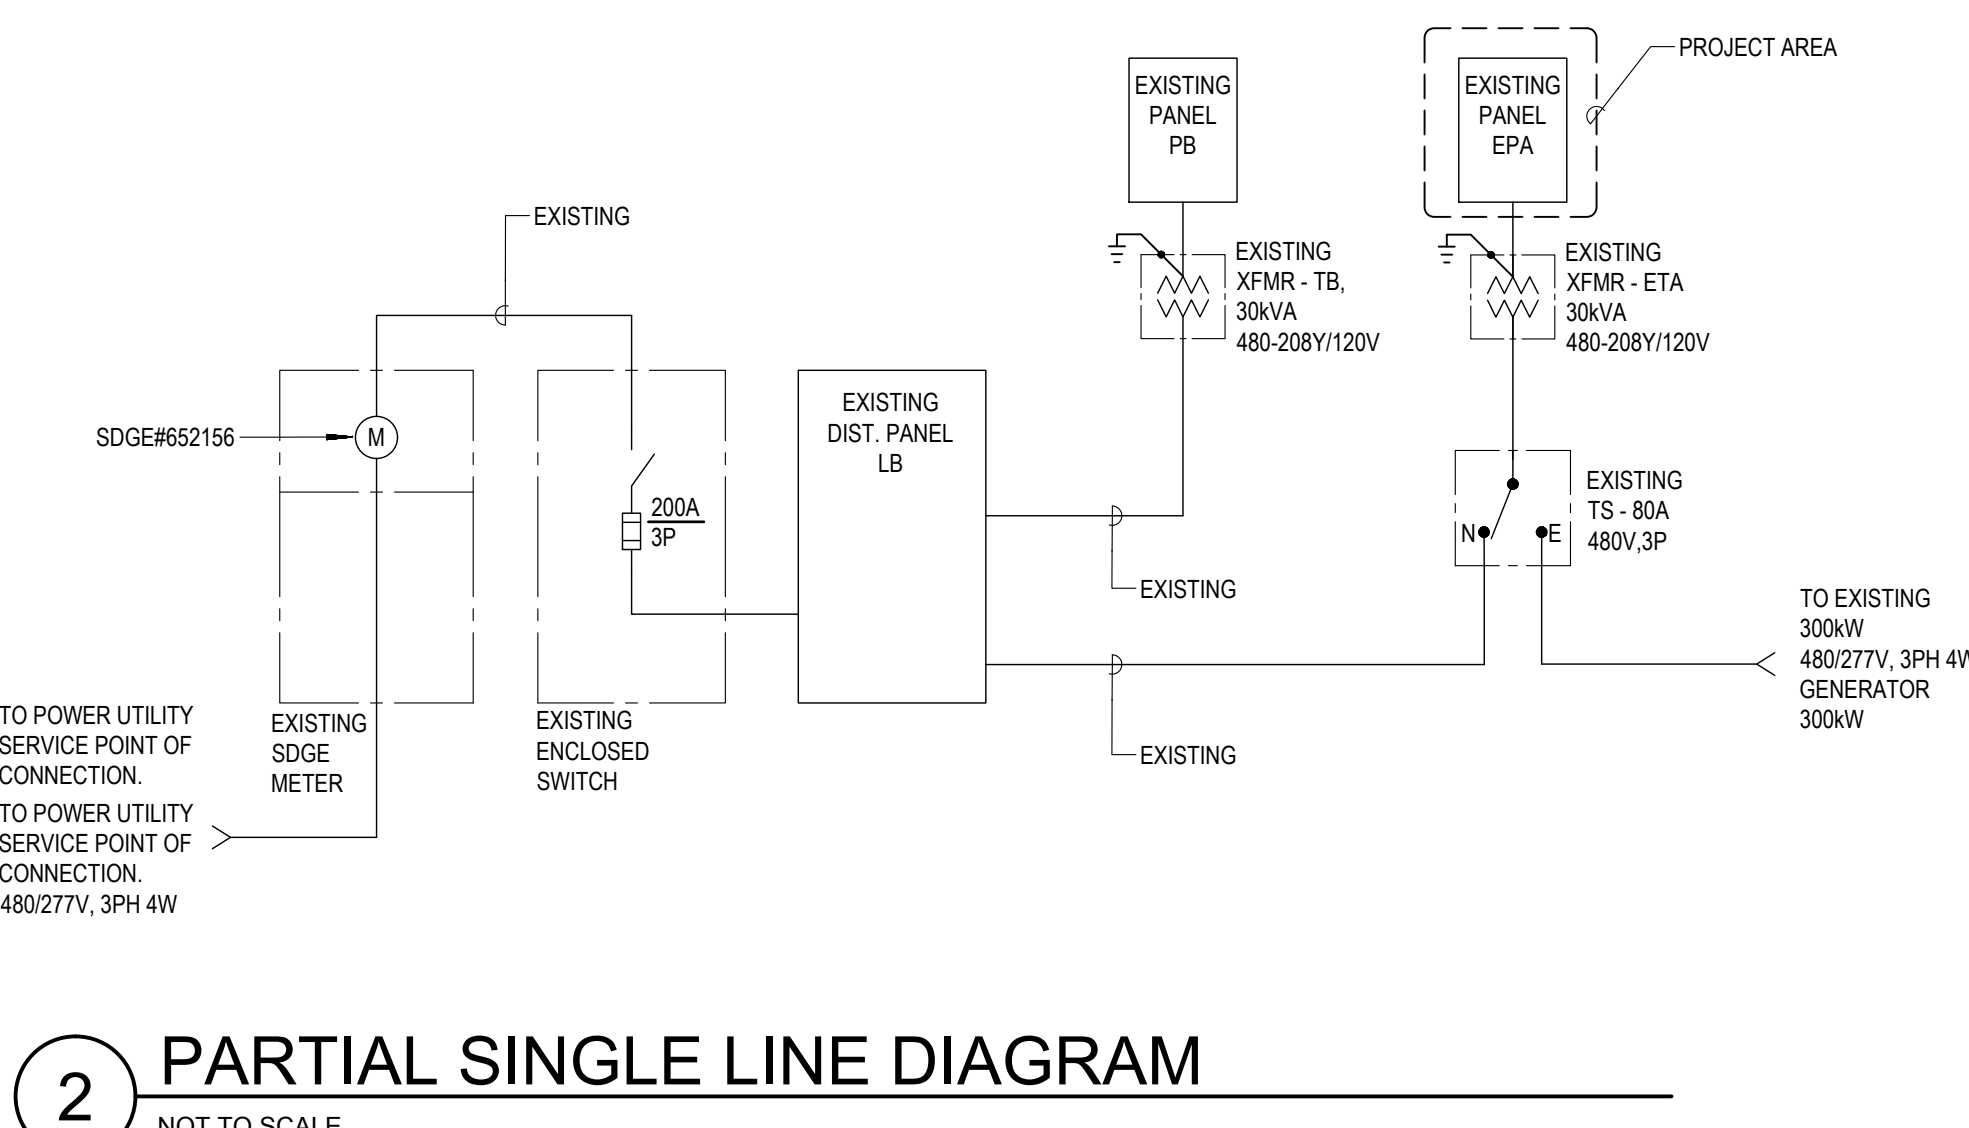 PROJECT AREA
EXISTING
PANEL
PB
EXISTING
PANEL
EPA
EXISTING
EXISTING
XFMR - TB,
30kVA
480-208Y/120V
EXISTING
XFMR - ETA
30kVA
480-208Y/120V
SDGE#652156
M
EXISTING
DIST. PANEL
LB
200A
3P
EXISTING
TS - 80A
480V,3P
N
E
EXISTING
TO EXISTING
300kW
480/277V, 3PH 4W
GENERATOR
300kW
EXISTING
TO POWER UTILITY
SERVICE POINT OF
CONNECTION.
EXISTING
SDGE
METER
EXISTING
ENCLOSED
SWITCH
TO POWER UTILITY
SERVICE POINT OF
CONNECTION.
480/277V, 3PH 4W
2
PARTIAL SINGLE LINE DIAGRAM
NOT TO SCALE